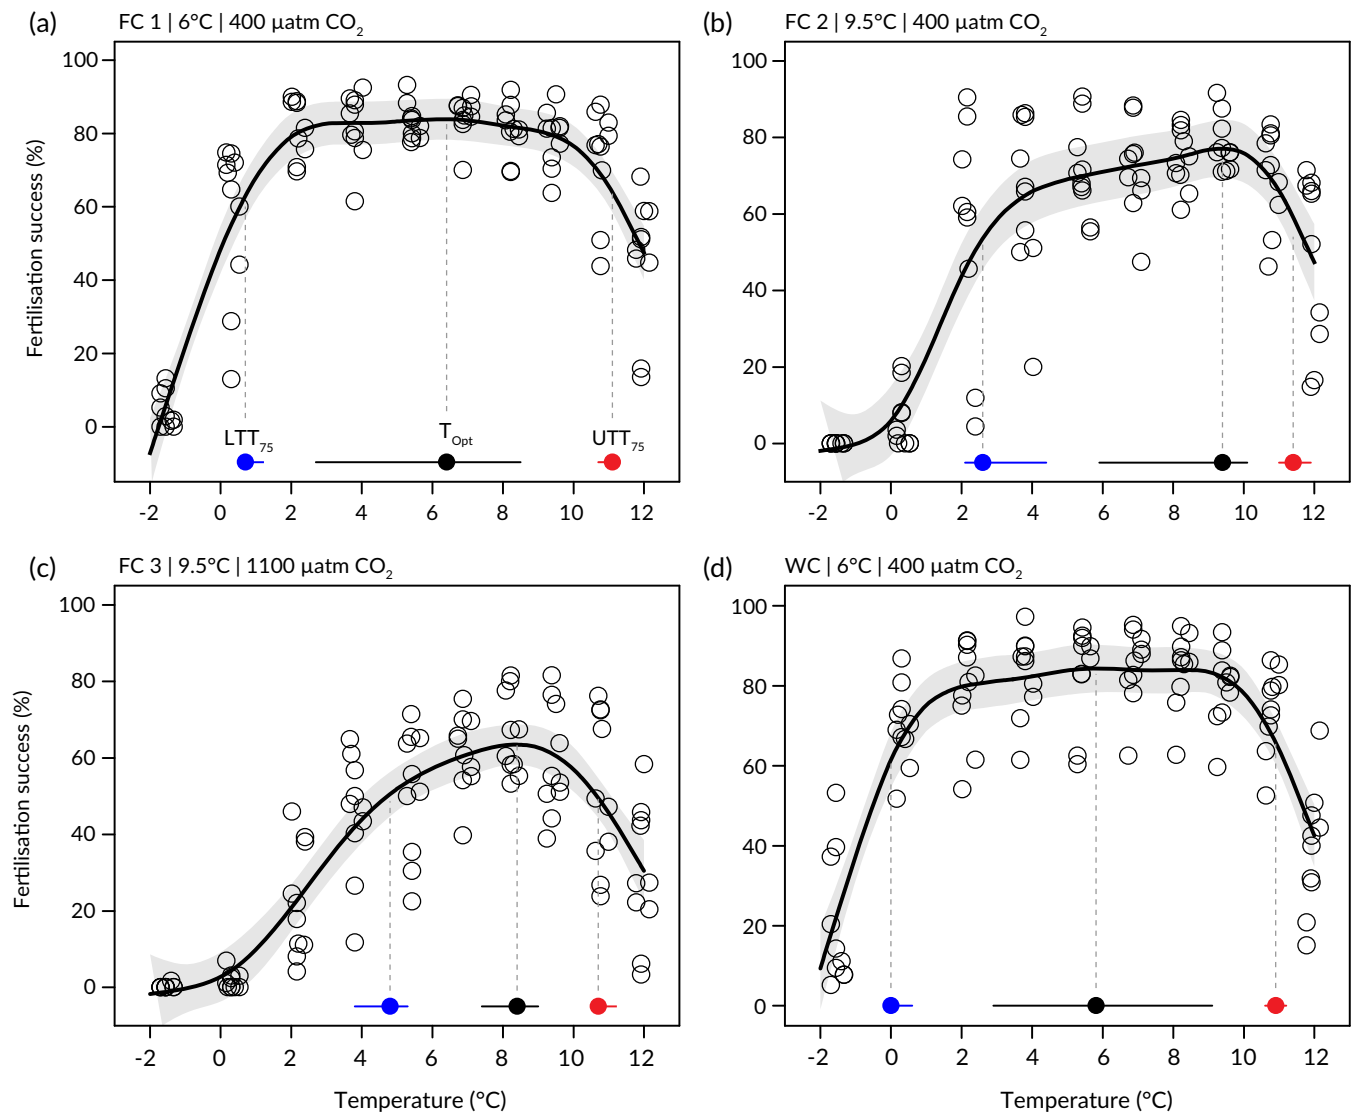 (a) FC 1 | 6°C | 400 µatm CO2
100
80
60
40
20
0
Fertilisation success (%)
LTT75
TOpt
UTT75
-2 0 2 4 6 8 10 12
(b) FC 2 | 9.5°C | 400 µatm CO2
100
80
60
40
20
0
-2 0 2 4 6 8 10 12
(c) FC 3 | 9.5°C | 1100 µatm CO2
100
80
60
40
20
0
Fertilisation success (%)
-2 0 2 4 6 8 10 12
Temperature (°C)
(d) WC | 6°C | 400 µatm CO2
100
80
60
40
20
0
-2 0 2 4 6 8 10 12
Temperature (°C)